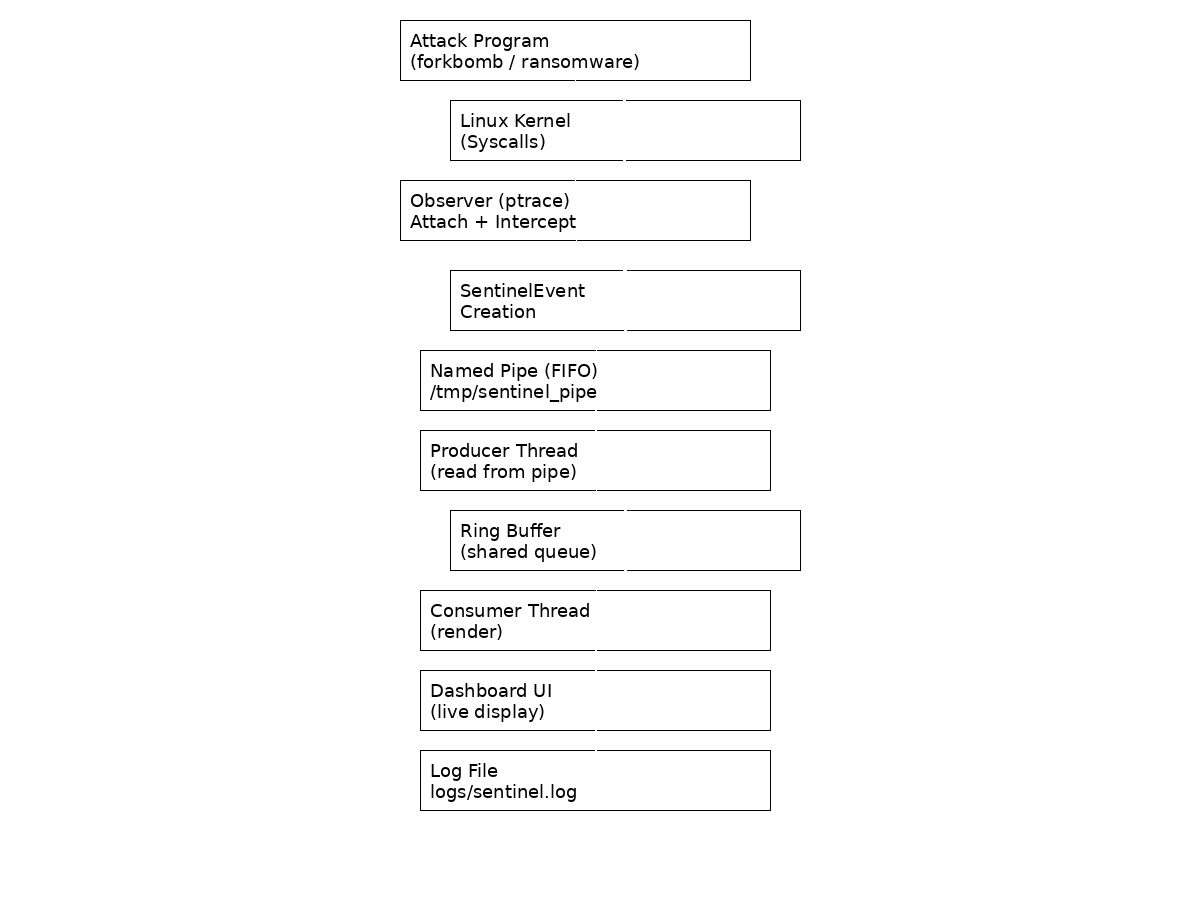 Attack Program
(forkbomb / ransomware)
Linux Kernel
(Syscalls)
Observer (ptrace)
Attach + Intercept
SentinelEvent
Creation
Named Pipe (FIFO)
/tmp/sentinel_pipe
Producer Thread
(read from pipe)
Ring Buffer
(shared queue)
Consumer Thread
(render)
Dashboard UI
(live display)
Log File
logs/sentinel.log